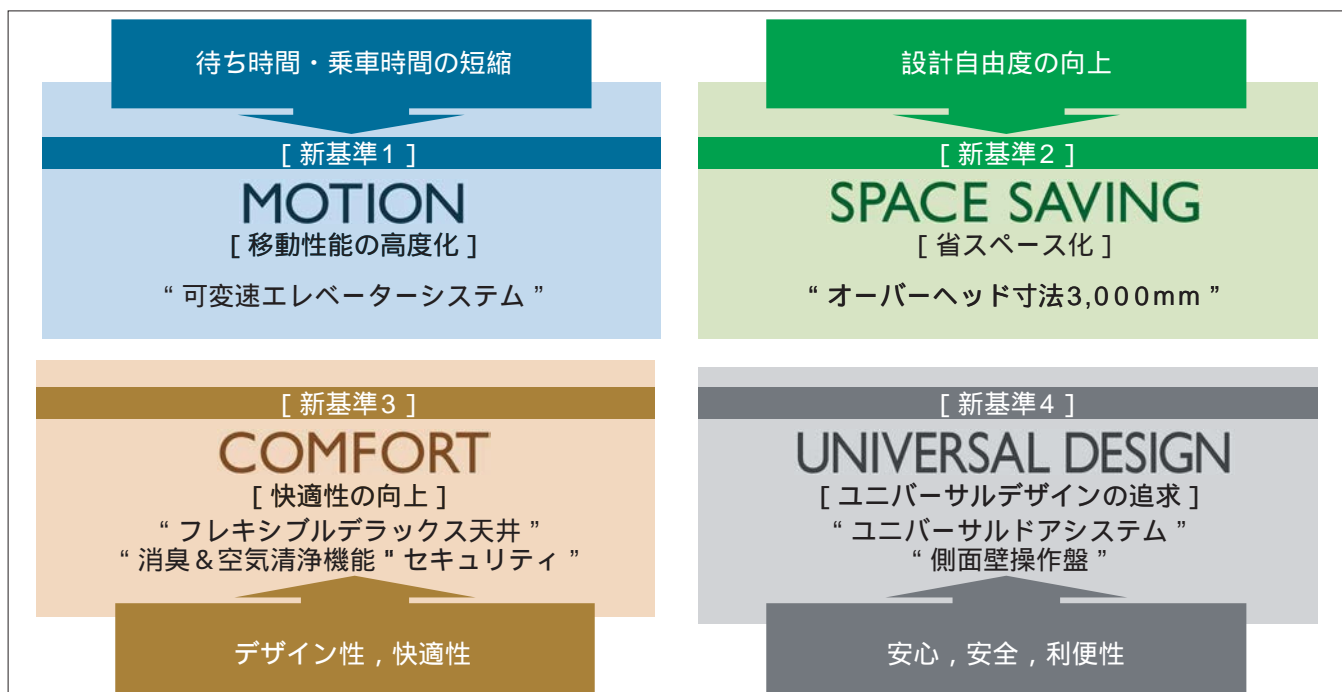 待ち時間・乗車時間の短縮
[ 新基準1 ]
MOTION
[ 移動性能の高度化 ]
“ 可変速エレベーターシステム ”
設計自由度の向上
[ 新基準2 ]
SPACE SAVING
[ 省スペース化 ]
“ オーバーヘッド寸法3,000mm ”
[ 新基準3 ]
COMFORT
[ 快適性の向上 ]
“ フレキシブルデラックス天井 ”
“ 消臭＆空気清浄機能 " セキュリティ ”
デザイン性 , 快適性
[ 新基準4 ]
UNIVERSAL DESIGN
[ ユニバーサルデザインの追求 ]
“ ユニバーサルドアシステム ”
“ 側面壁操作盤 ”
安心 , 安全 , 利便性